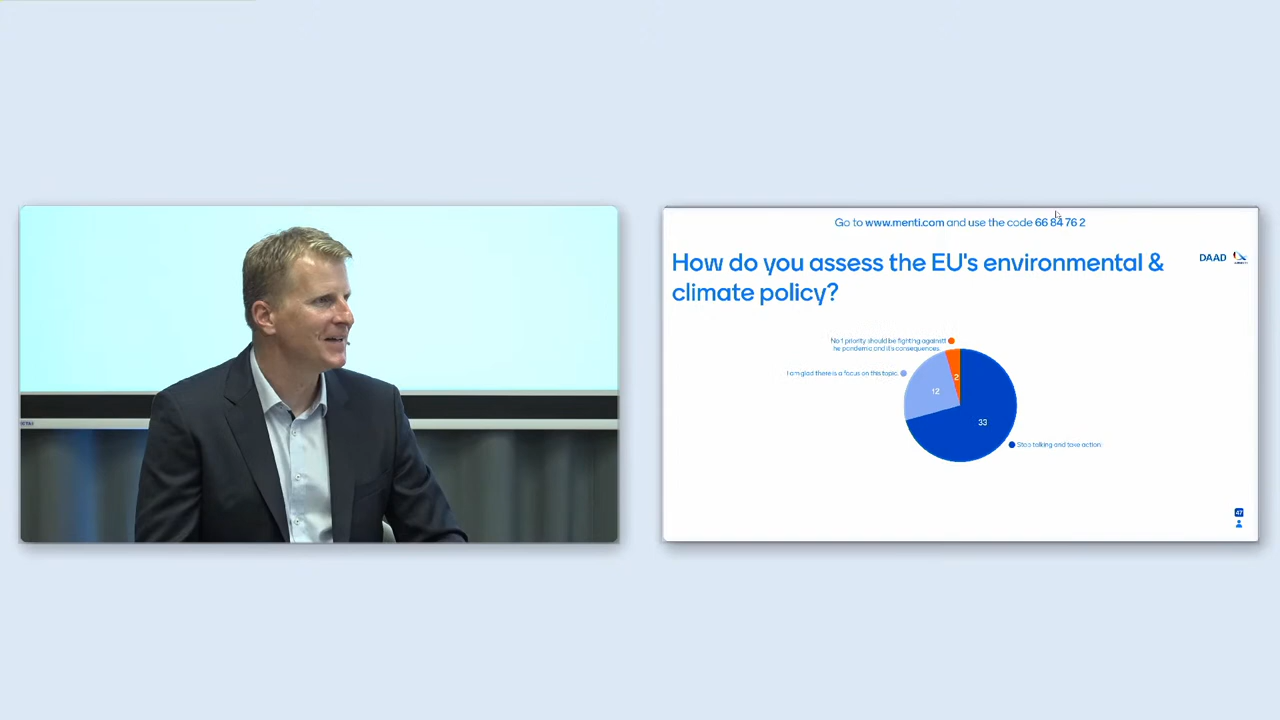 Go to www.menti.com and use the code 66 84 76 2
How do you assess the EU's environmental &
climate policy?
DAAD
No 1 priority should be fighting against
he pandemic and it's consequences.
I am glad there is a focus on this topic.
2
12
33
Stop talking and take action.
47